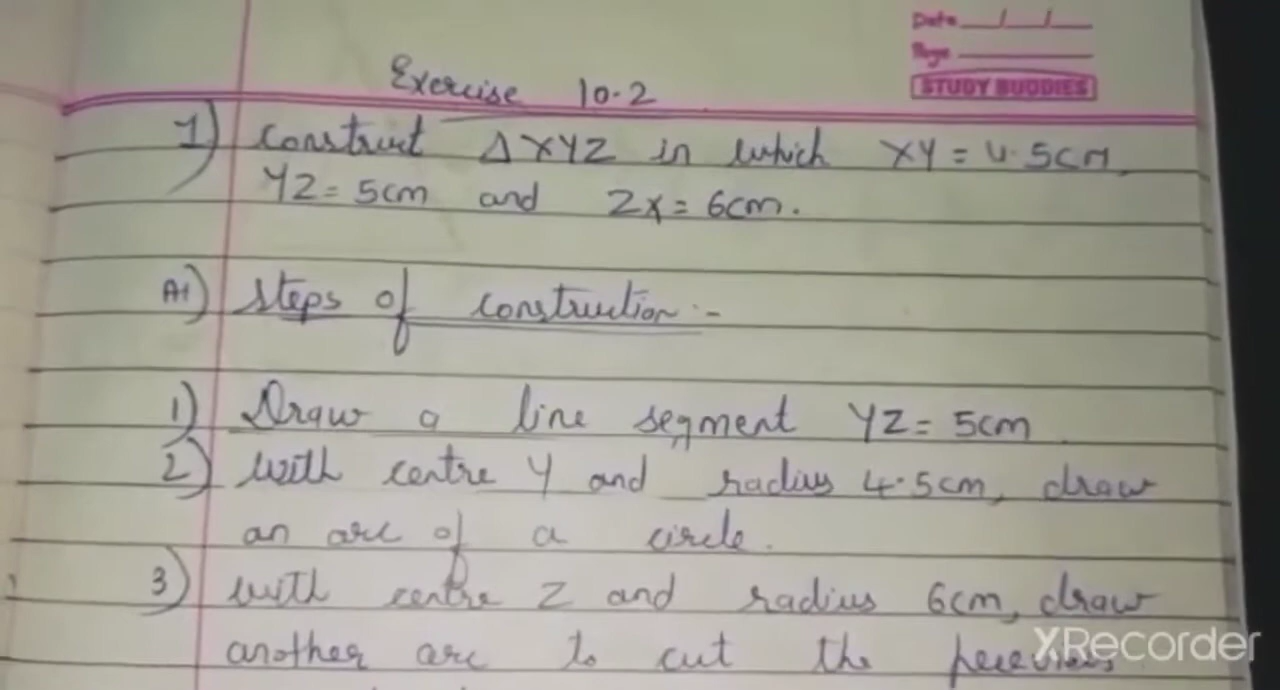 Date / /
Page
STUDY BUDDIES
Exercise 10.2
1) construct Δ XYZ in which XY = 4.5cm,
YZ = 5cm and ZX = 6cm.
A1) steps of construction :-
1) Draw a line segment YZ = 5cm
2) with centre Y and radius 4.5cm, draw
an arc of a circle.
3) with centre Z and radius 6cm, draw
another arc to cut the
XRecorder